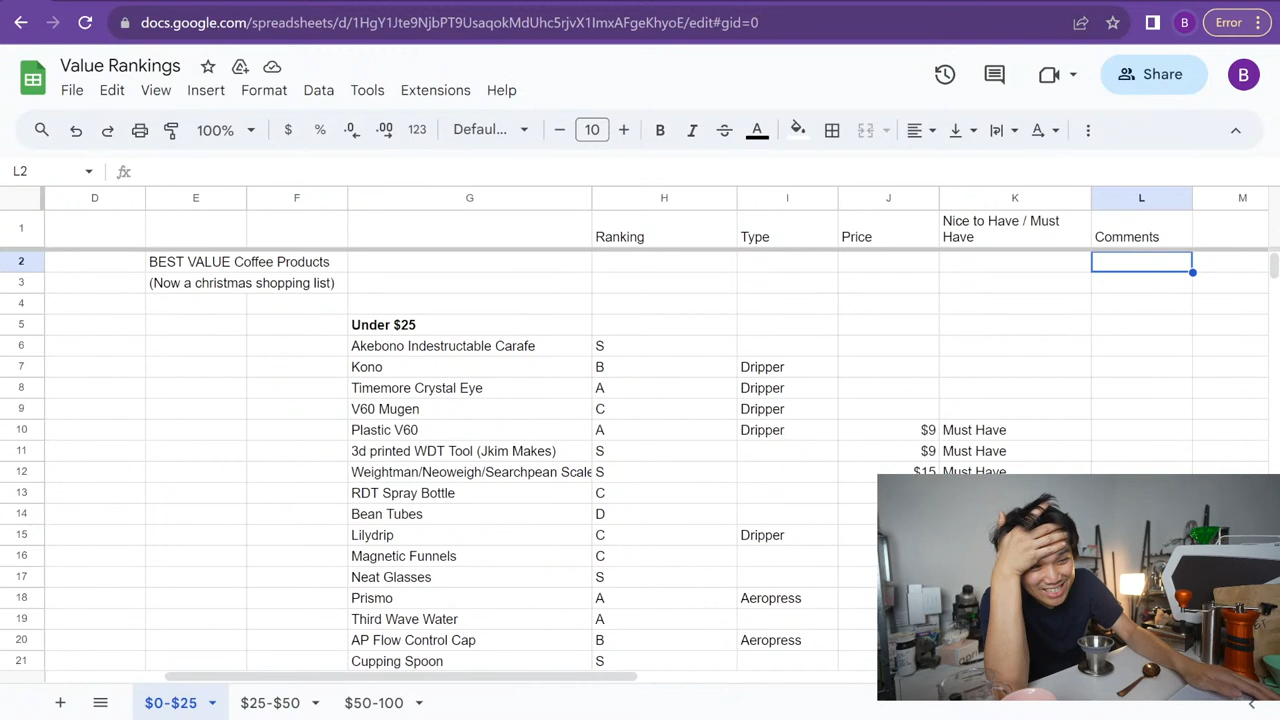 docs.google.com/spreadsheets/d/1HgY1Jte9NjbPT9UsaqokMdUhc5rjvX1ImxAFgeKhyoE/edit#gid=0 B Error
Value Rankings
File Edit View Insert Format Data Tools Extensions Help
Share B
100% $ % .0 .00 123 Defaul... 10 B I A
L2 fx
D E F G H I J K L M
1 Ranking Type Price Nice to Have / Must Have Comments
2 BEST VALUE Coffee Products
3 (Now a christmas shopping list)
4
5 Under $25
6 Akebono Indestructable Carafe S
7 Kono B Dripper
8 Timemore Crystal Eye A Dripper
9 V60 Mugen C Dripper
10 Plastic V60 A Dripper $9 Must Have
11 3d printed WDT Tool (Jkim Makes) S $9 Must Have
12 Weightman/Neoweigh/Searchpean Scale S $15 Must Have
13 RDT Spray Bottle C
14 Bean Tubes D
15 Lilydrip C Dripper
16 Magnetic Funnels C
17 Neat Glasses S
18 Prismo A Aeropress
19 Third Wave Water A
20 AP Flow Control Cap B Aeropress
21 Cupping Spoon S
$0-$25 $25-$50 $50-100